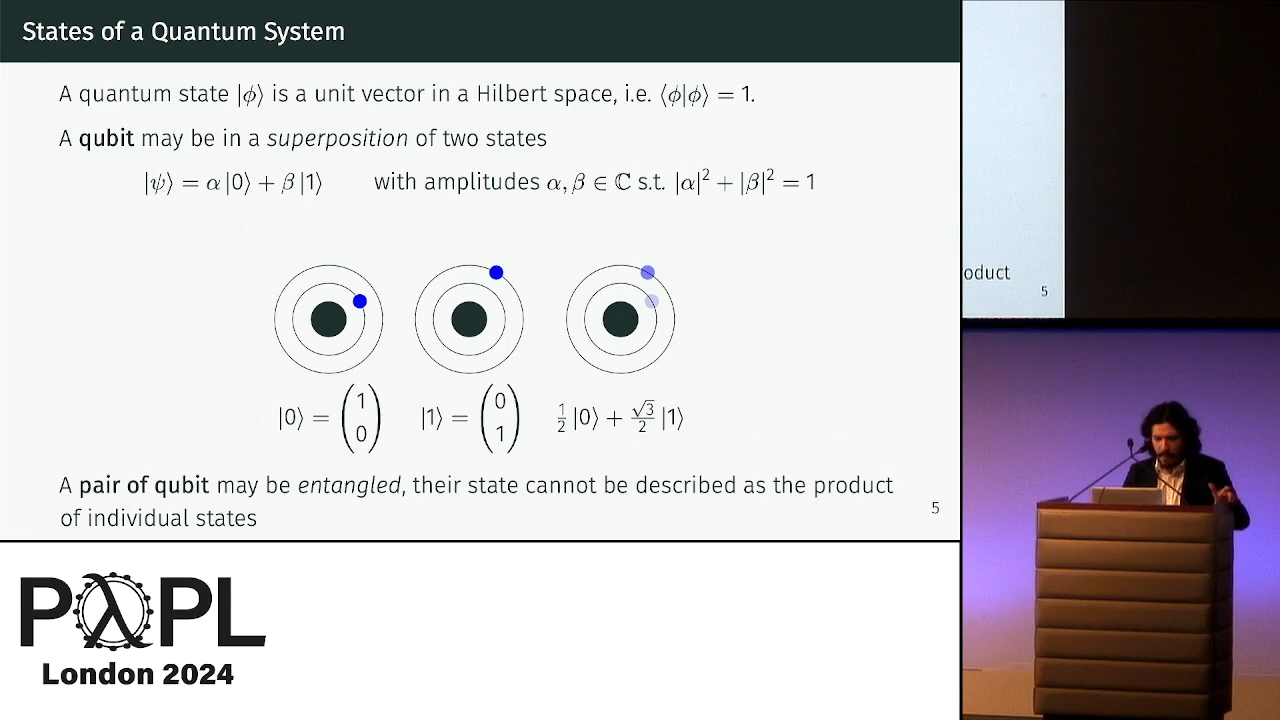 States of a Quantum System
A quantum state |ϕ⟩ is a unit vector in a Hilbert space, i.e. ⟨ϕ|ϕ⟩ = 1.
A qubit may be in a superposition of two states
|ψ⟩ = α|0⟩ + β|1⟩ with amplitudes α, β ∈ ℂ s.t. |α|² + |β|² = 1
|0⟩ = (1 0) |1⟩ = (0 1) 1/2 |0⟩ + √3/2 |1⟩
A pair of qubit may be entangled, their state cannot be described as the product
of individual states
5
oduct
5
PλPL
London 2024